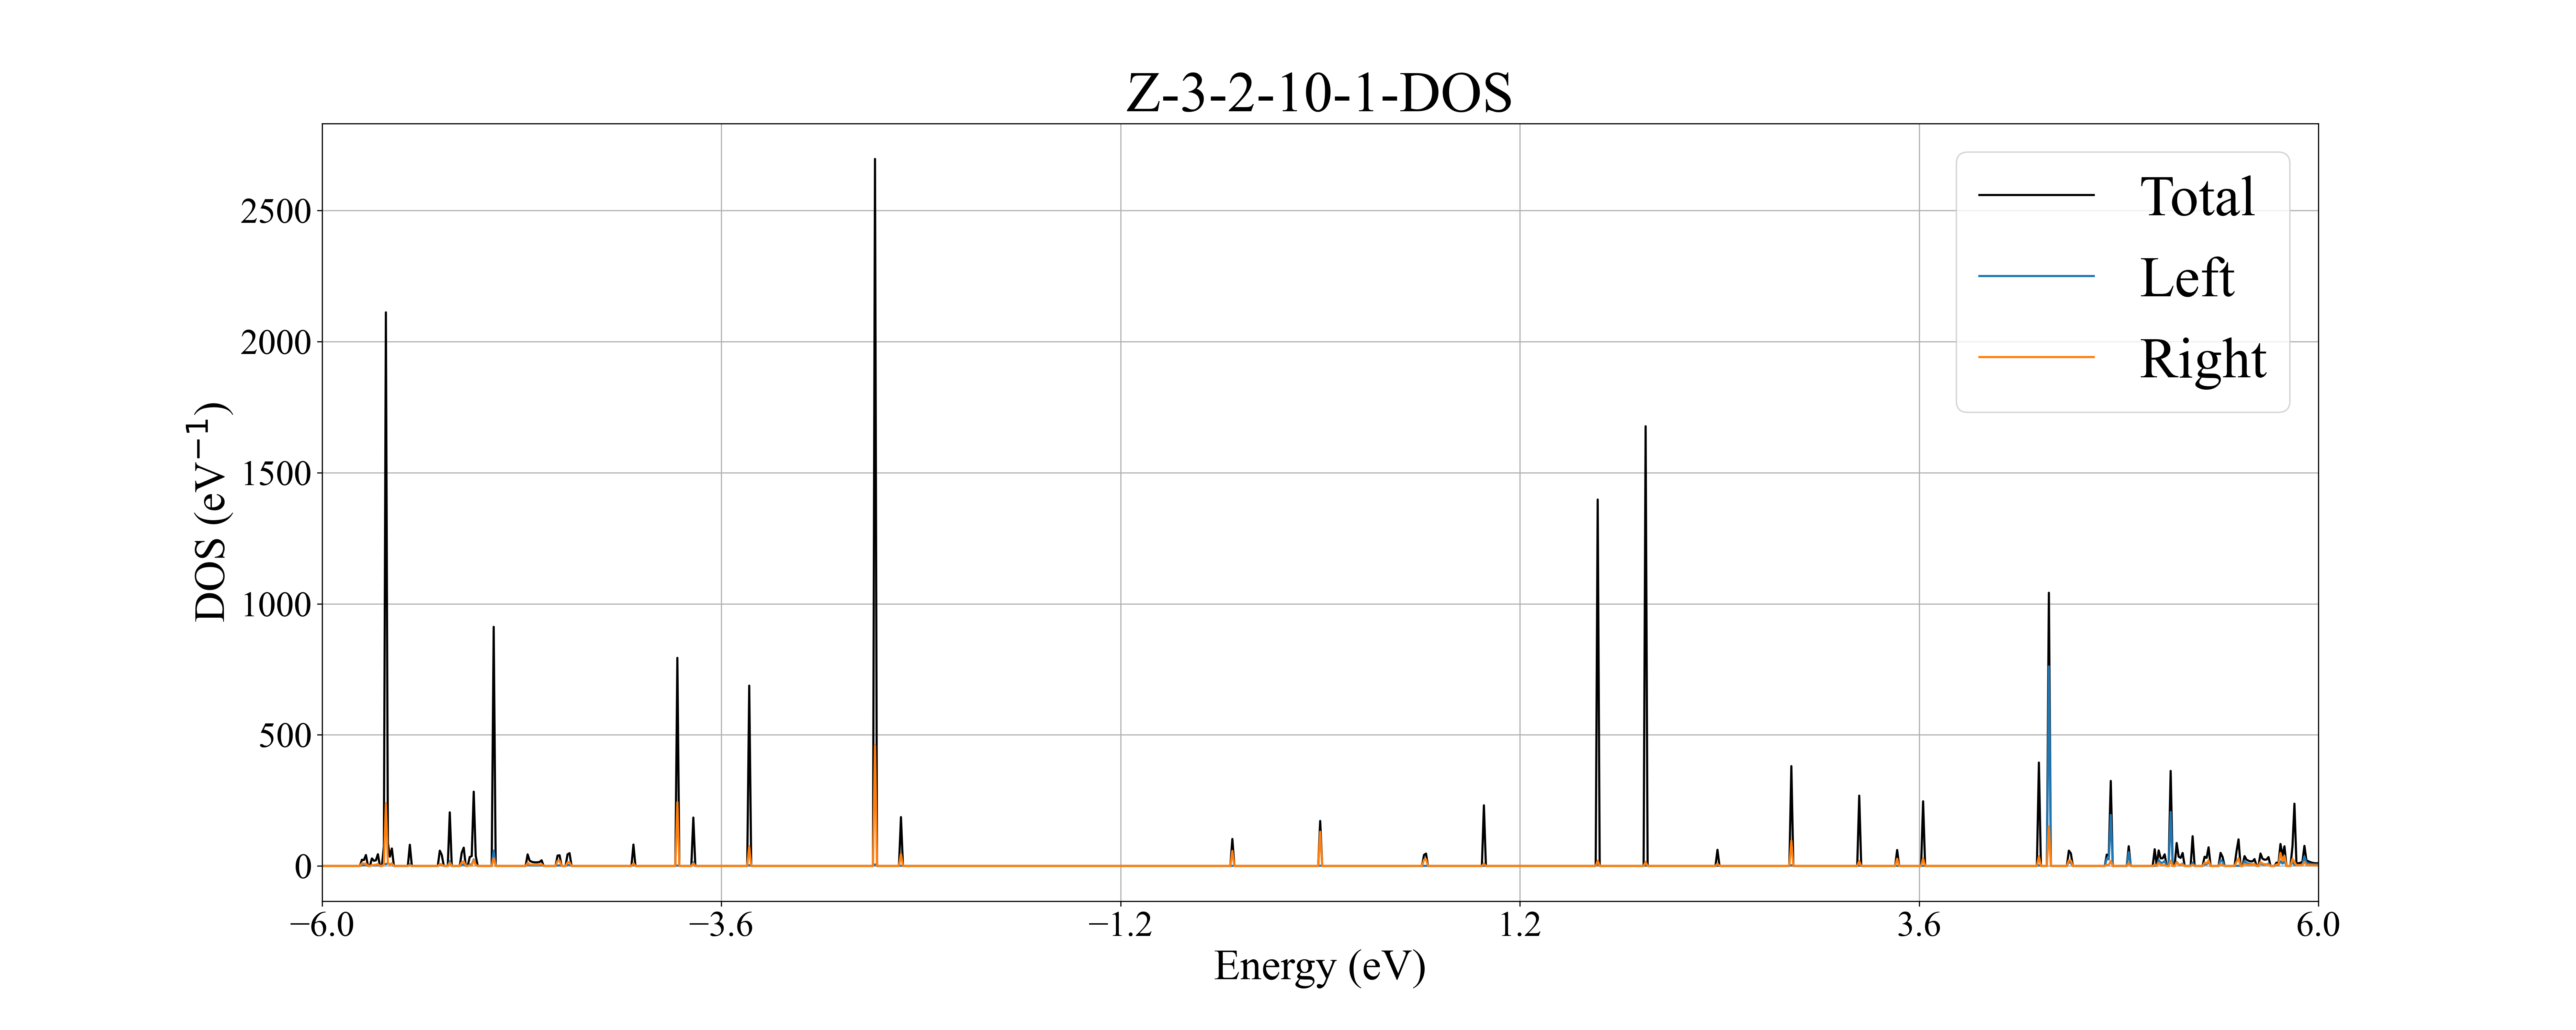 Z-3-2-10-1-DOS
DOS (eV⁻¹)
2500
2000
1500
1000
500
0
−6.0 −3.6 −1.2 1.2 3.6 6.0
Energy (eV)
Total
Left
Right